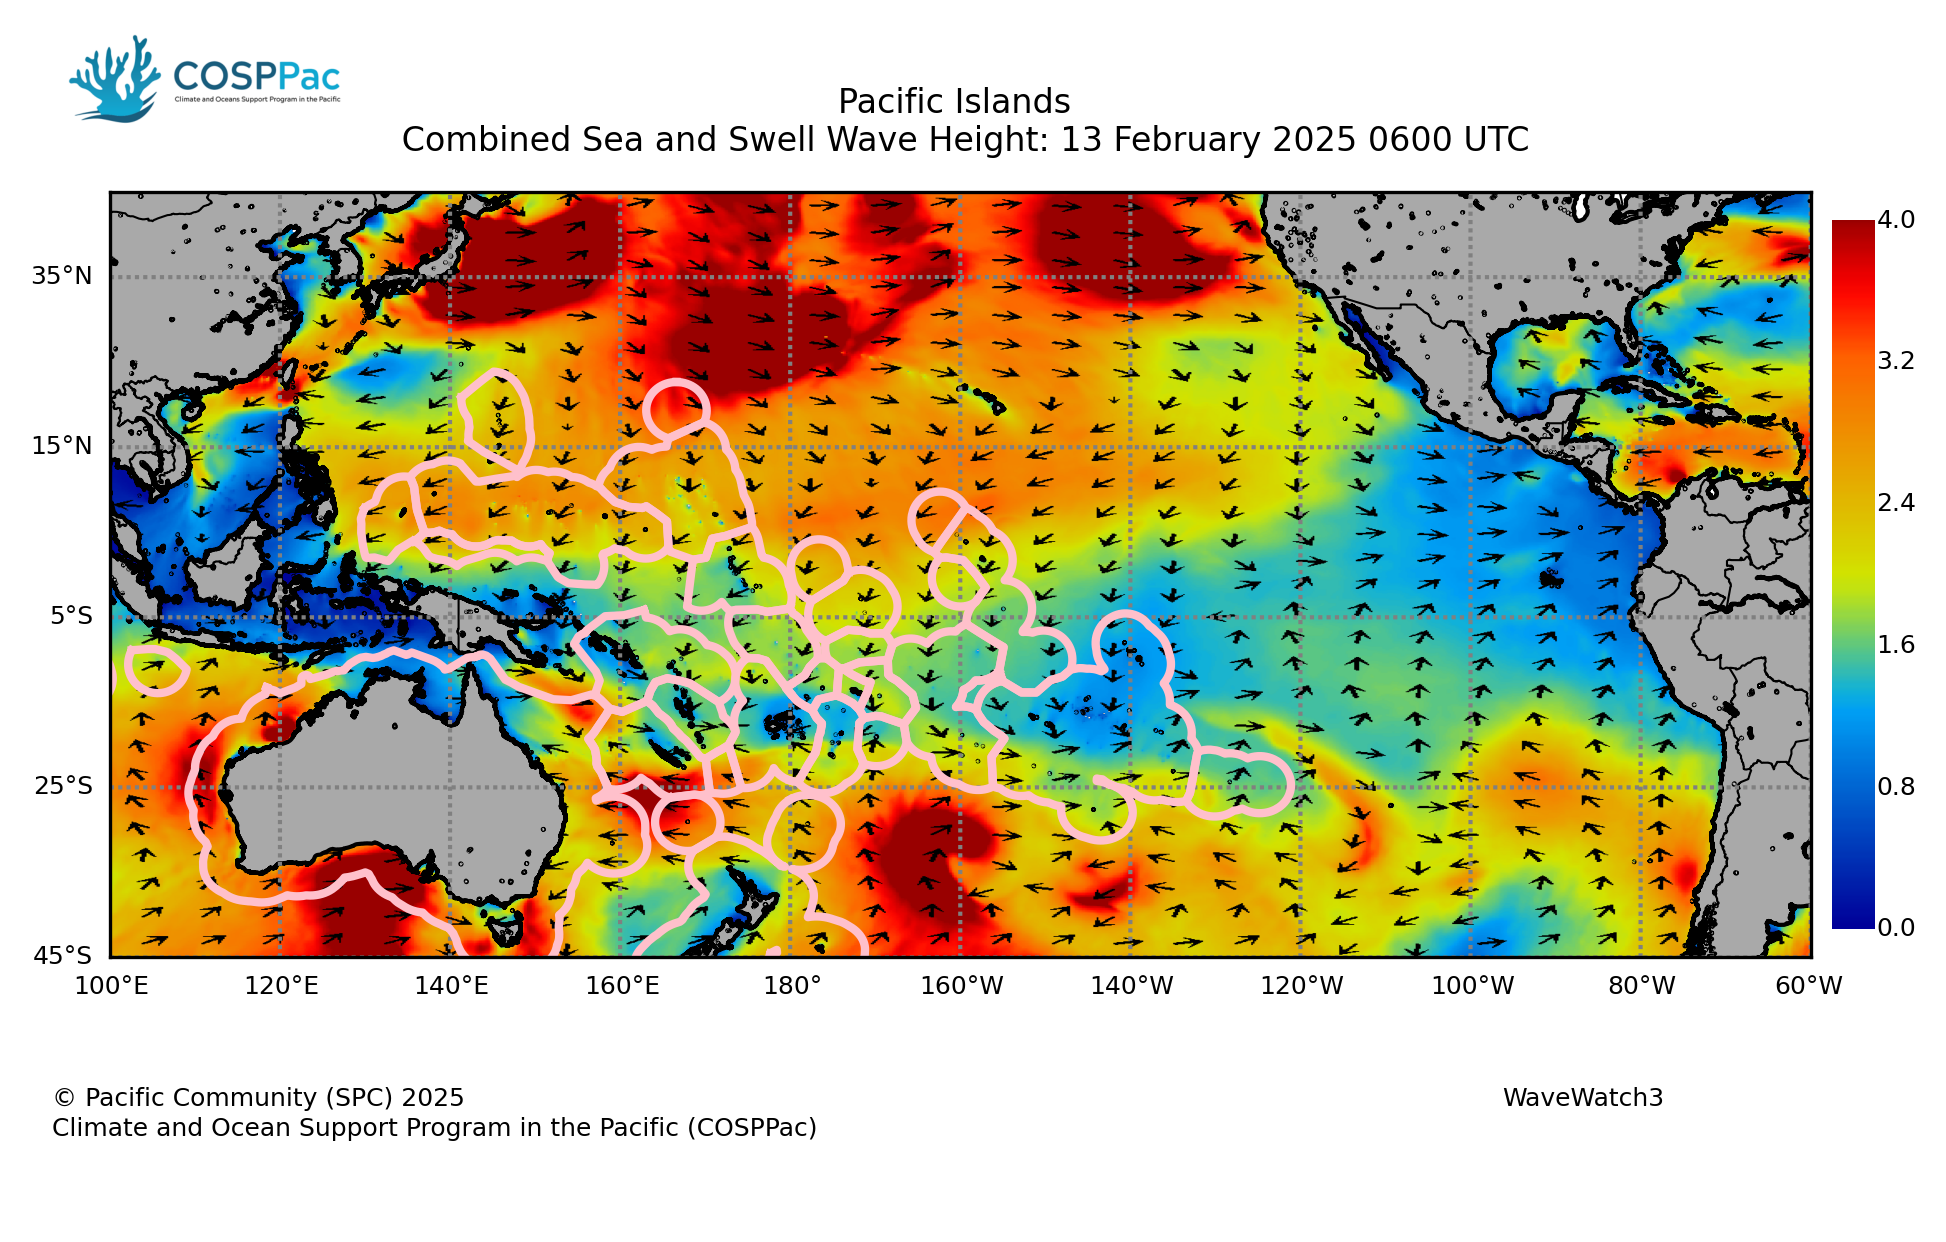 COSPPac
Climate and Oceans Support Program in the Pacific
Pacific Islands
Combined Sea and Swell Wave Height: 13 February 2025 0600 UTC
35°N
15°N
5°S
25°S
45°S
100°E 120°E 140°E 160°E 180° 160°W 140°W 120°W 100°W 80°W 60°W
4.0
3.2
2.4
1.6
0.8
0.0
© Pacific Community (SPC) 2025
Climate and Ocean Support Program in the Pacific (COSPPac)
WaveWatch3